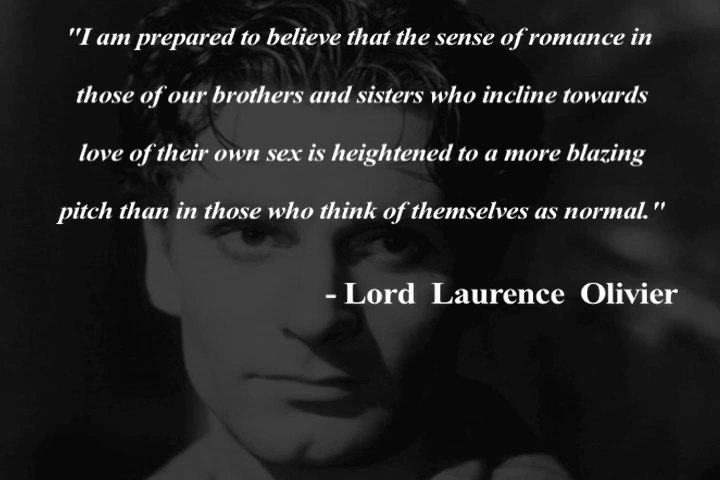 "I am prepared to believe that the sense of romance in
those of our brothers and sisters who incline towards
love of their own sex is heightened to a more blazing
pitch than in those who think of themselves as normal."
- Lord Laurence Olivier